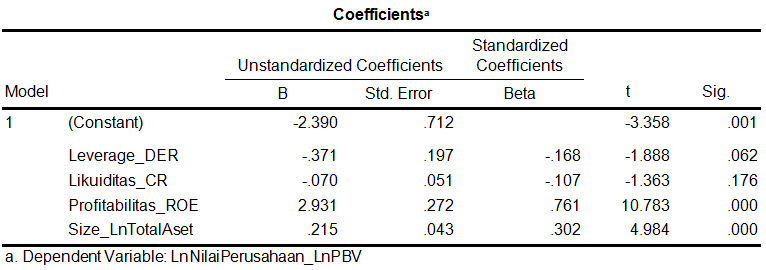 Coefficientsᵃ
Model Unstandardized Coefficients Standardized Coefficients t Sig.
B Std. Error Beta
1 (Constant) -2.390 .712 -3.358 .001
Leverage_DER -.371 .197 -.168 -1.888 .062
Likuiditas_CR -.070 .051 -.107 -1.363 .176
Profitabilitas_ROE 2.931 .272 .761 10.783 .000
Size_LnTotalAset .215 .043 .302 4.984 .000
a. Dependent Variable: LnNilaiPerusahaan_LnPBV